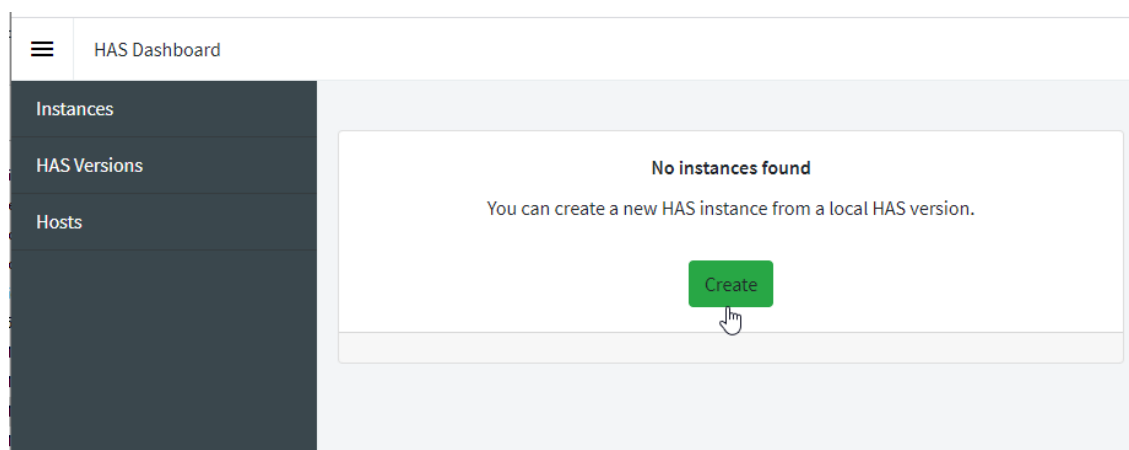 HAS Dashboard
Instances
HAS Versions
Hosts
No instances found
You can create a new HAS instance from a local HAS version.
Create